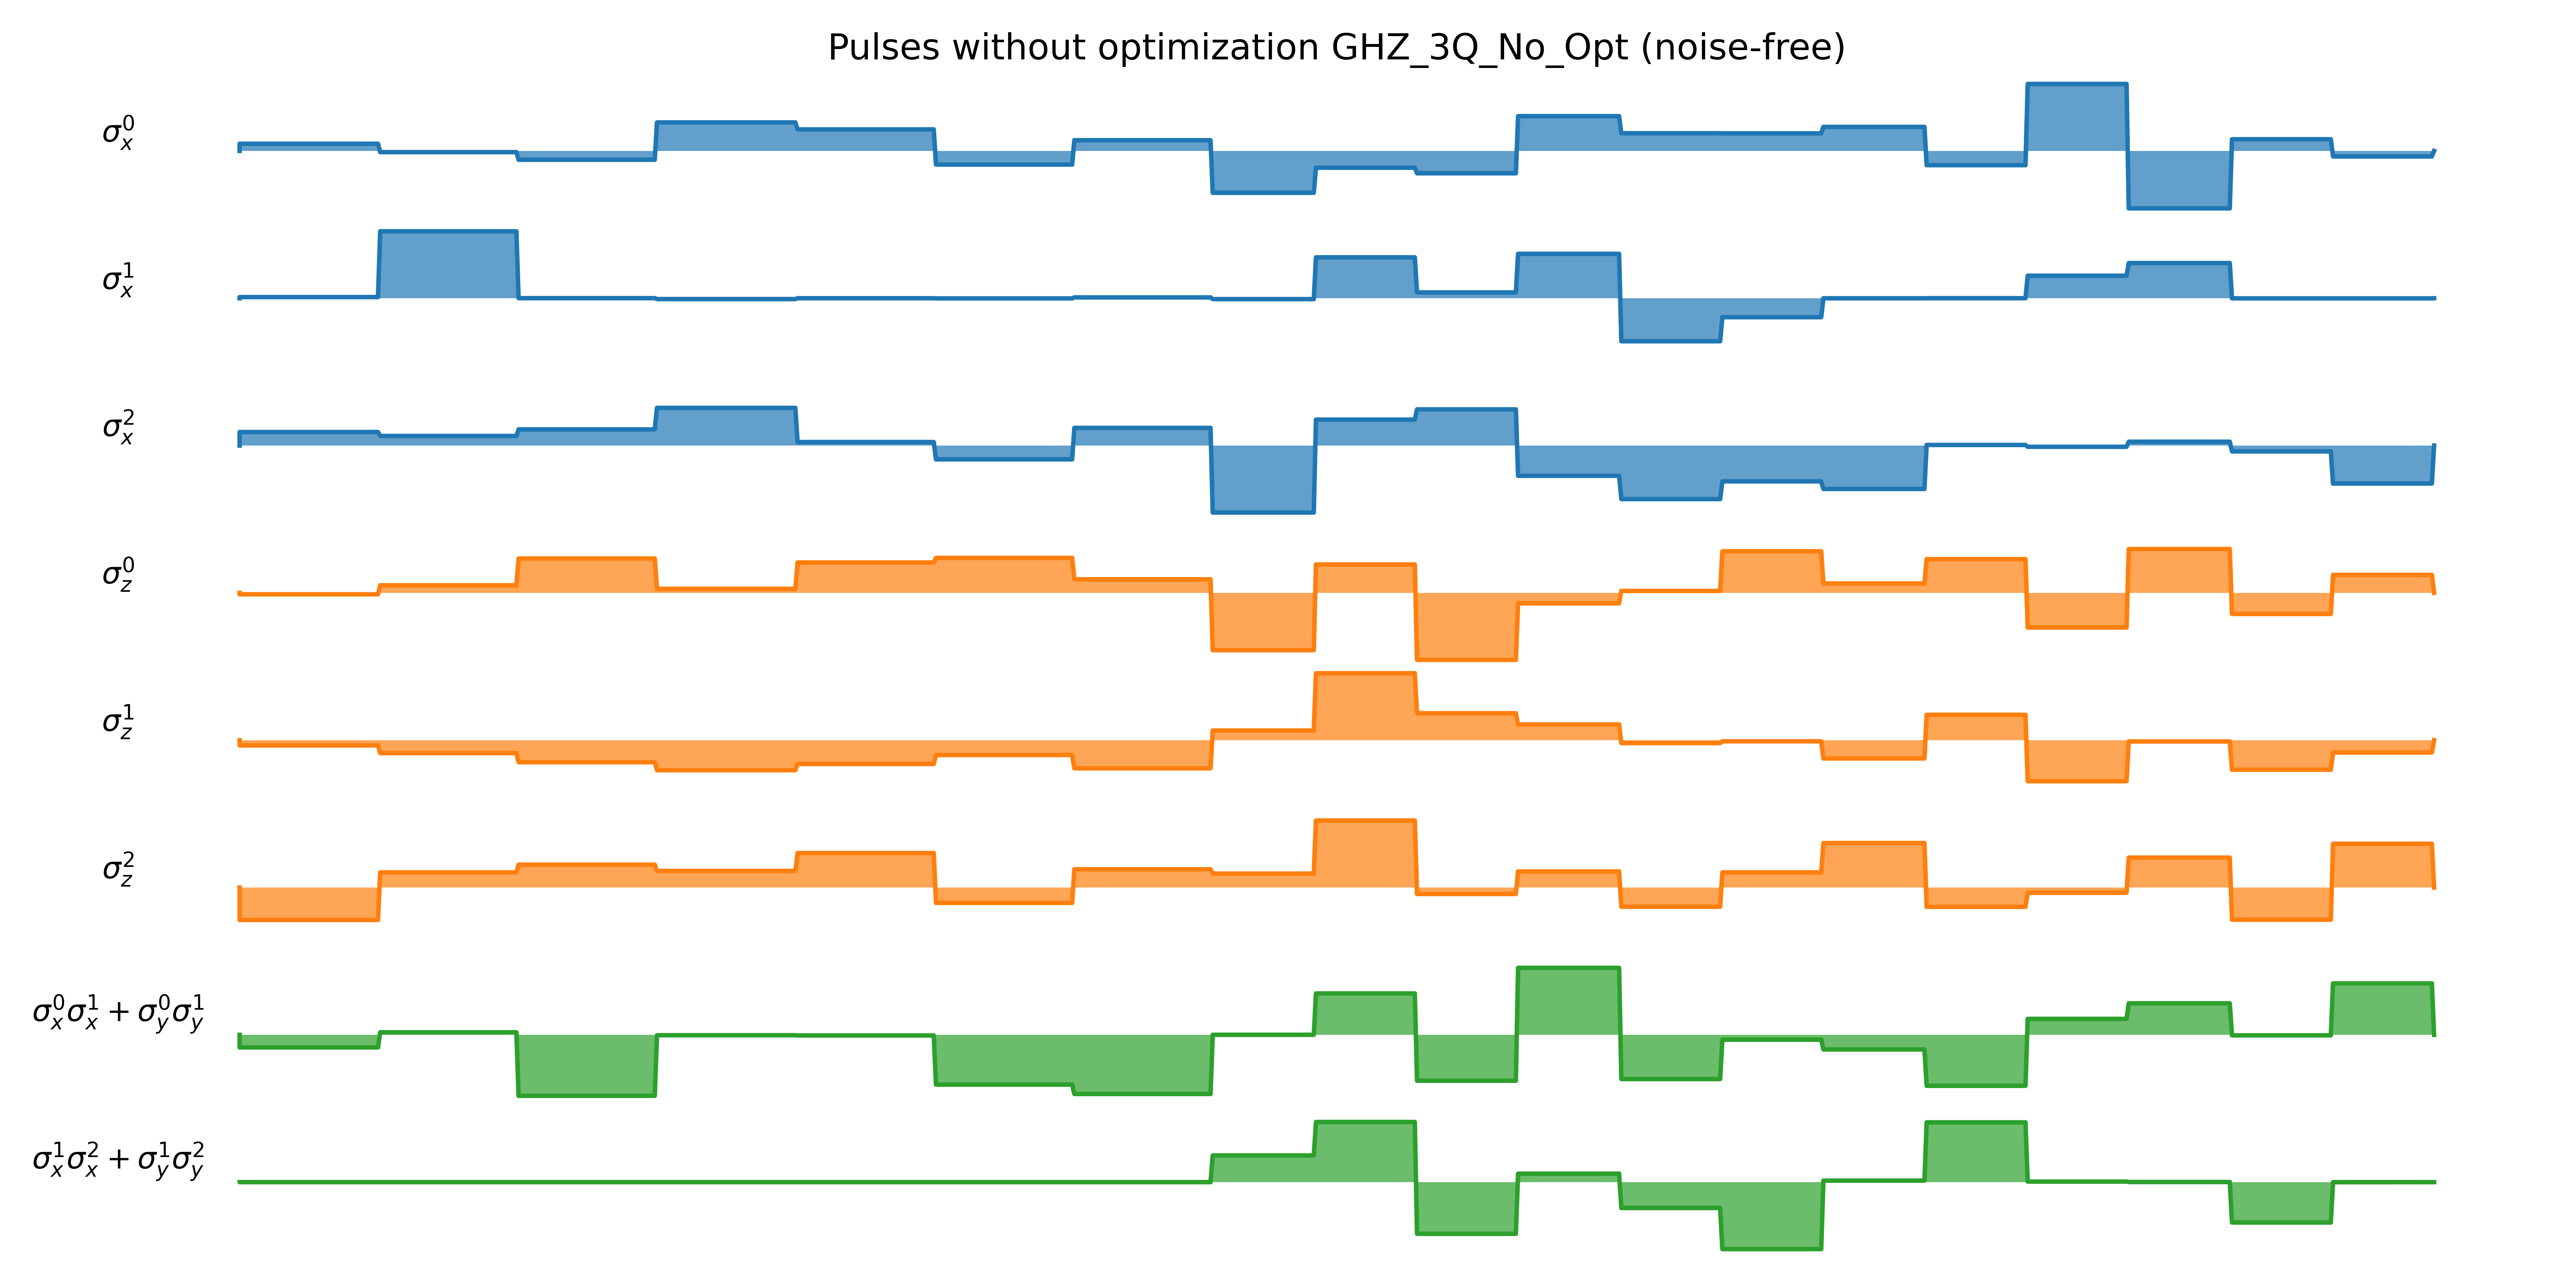 Pulses without optimization GHZ_3Q_No_Opt (noise-free)
σ_x^0
σ_x^1
σ_x^2
σ_z^0
σ_z^1
σ_z^2
σ_x^0σ_x^1 + σ_y^0σ_y^1
σ_x^1σ_x^2 + σ_y^1σ_y^2